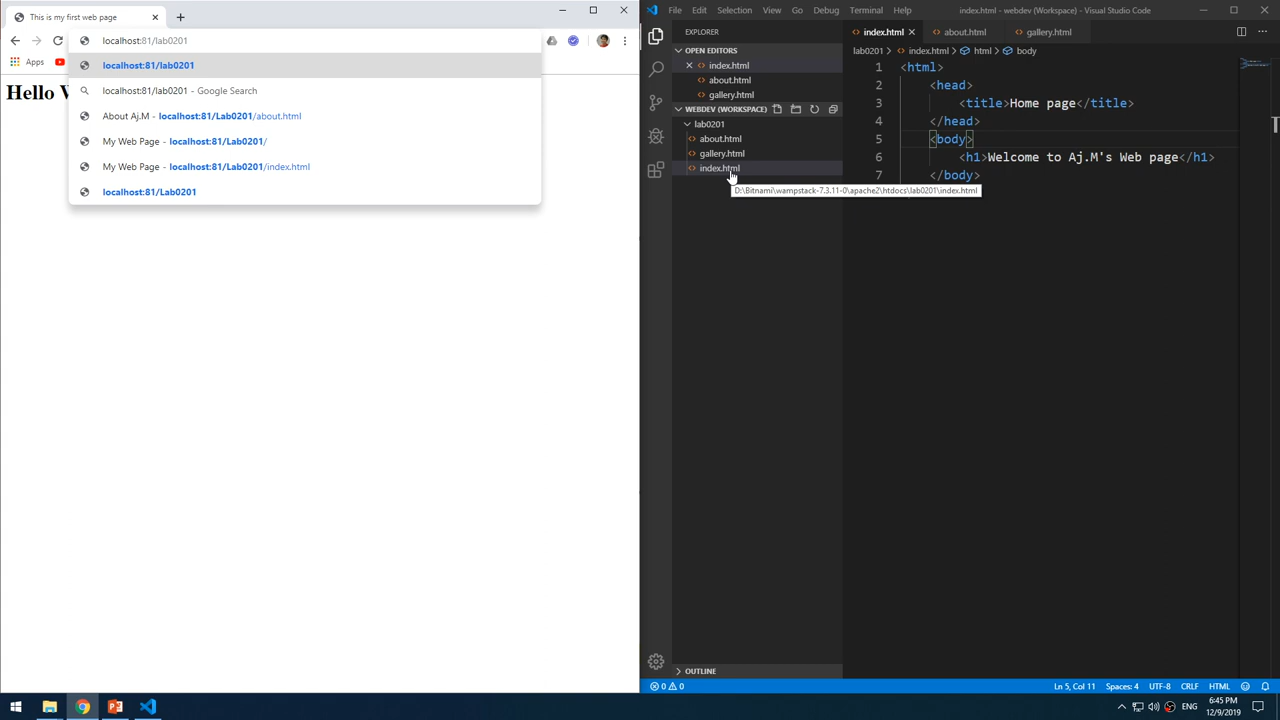 This is my first web page
localhost:81/lab0201
Apps
localhost:81/lab0201
localhost:81/lab0201 - Google Search
About Aj.M - localhost:81/Lab0201/about.html
My Web Page - localhost:81/Lab0201/
My Web Page - localhost:81/Lab0201/index.html
localhost:81/Lab0201
Hello
File Edit Selection View Go Debug Terminal Help index.html - webdev (Workspace) - Visual Studio Code
EXPLORER
OPEN EDITORS
index.html
about.html
gallery.html
WEBDEV (WORKSPACE)
lab0201
about.html
gallery.html
index.html
D:\Bitnami\wampstack-7.3.11-0\apache2\htdocs\lab0201\index.html
OUTLINE
index.html about.html gallery.html
lab0201 > index.html > html > body
1 <html>
2 <head>
3 <title>Home page</title>
4 </head>
5 <body>
6 <h1>Welcome to Aj.M's Web page</h1>
7 </body>
0 0 Ln 5, Col 11 Spaces: 4 UTF-8 CRLF HTML
ENG 6:45 PM
12/9/2019